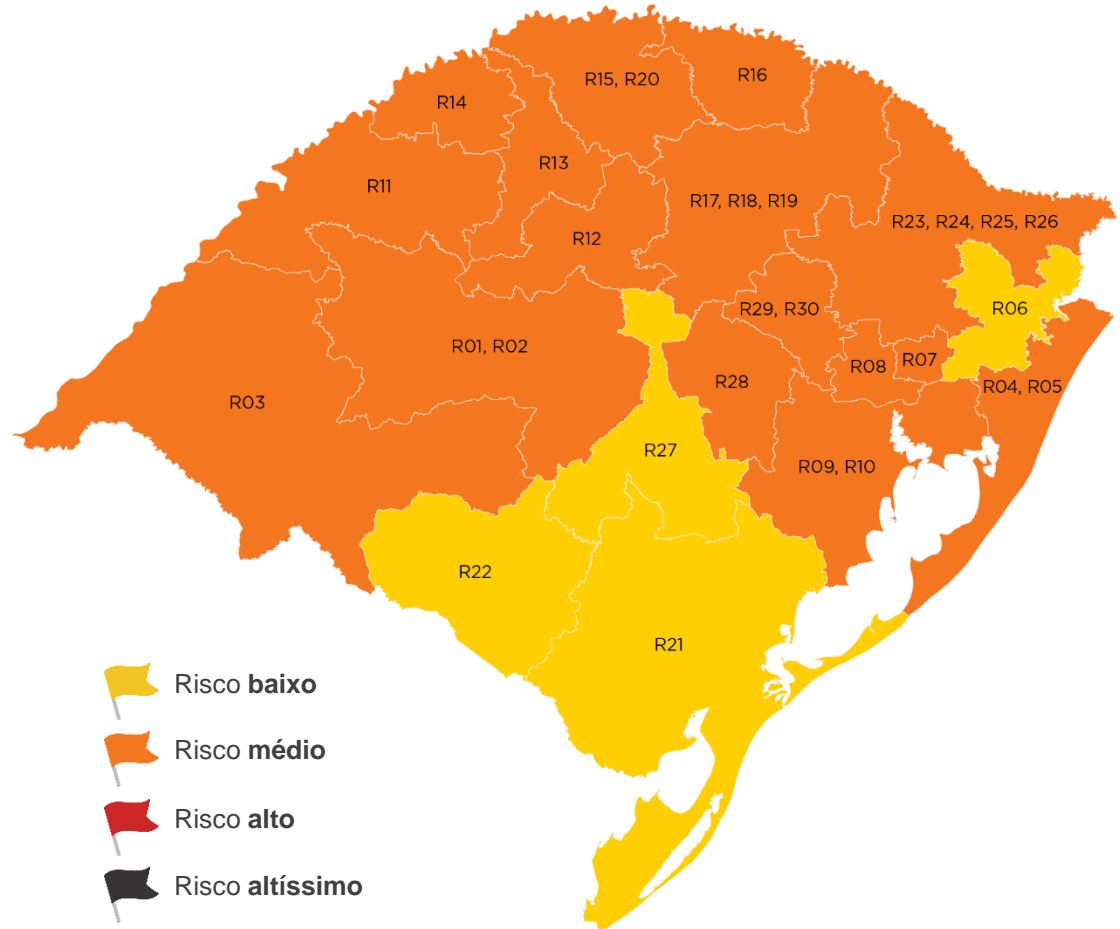 R15, R20
R16
R14
R13
R11
R17, R18, R19
R12
R23, R24, R25, R26
R06
R29, R30
R01, R02
R08
R07
R28
R04, R05
R03
R27
R09, R10
R22
R21
Risco baixo
Risco médio
Risco alto
Risco altíssimo